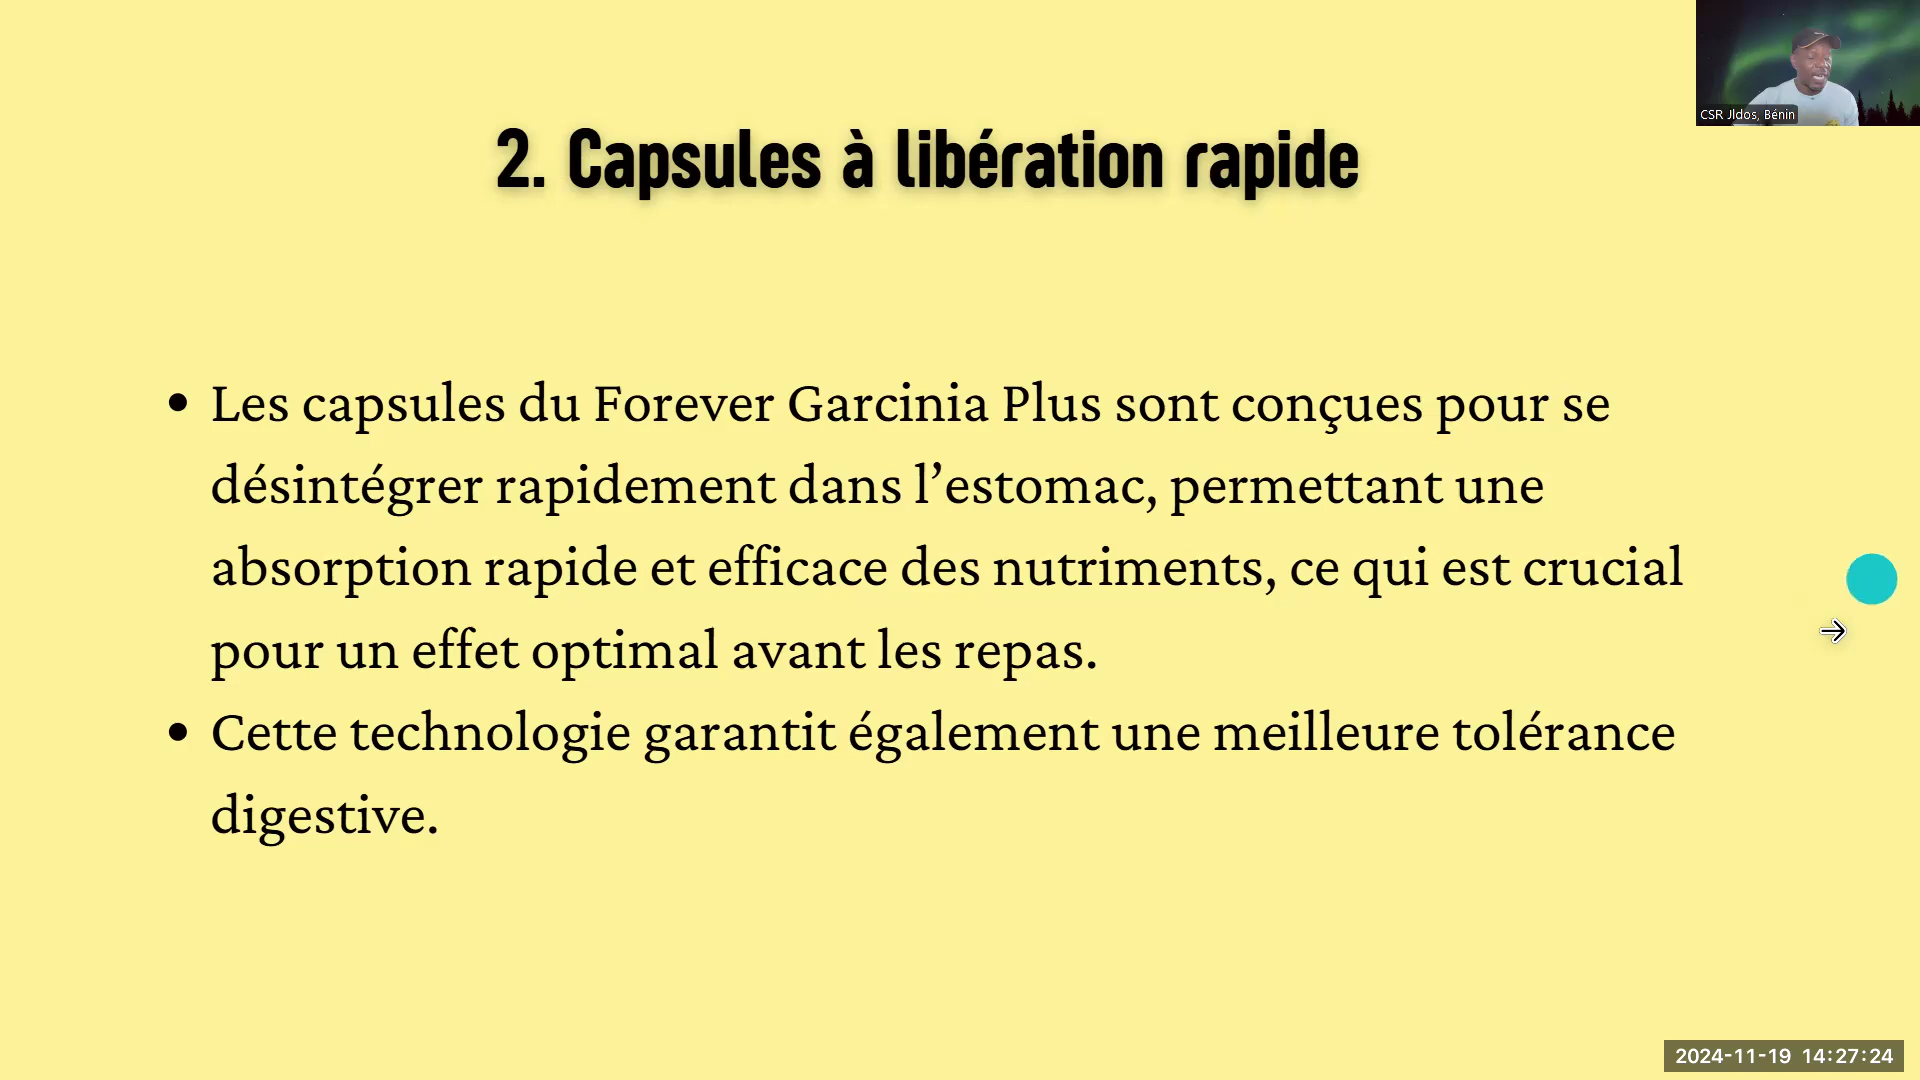 CSR Jldos, Bénin
2. Capsules à libération rapide
• Les capsules du Forever Garcinia Plus sont conçues pour se
désintégrer rapidement dans l’estomac, permettant une
absorption rapide et efficace des nutriments, ce qui est crucial
pour un effet optimal avant les repas.
• Cette technologie garantit également une meilleure tolérance
digestive.
2024-11-19 14:27:24